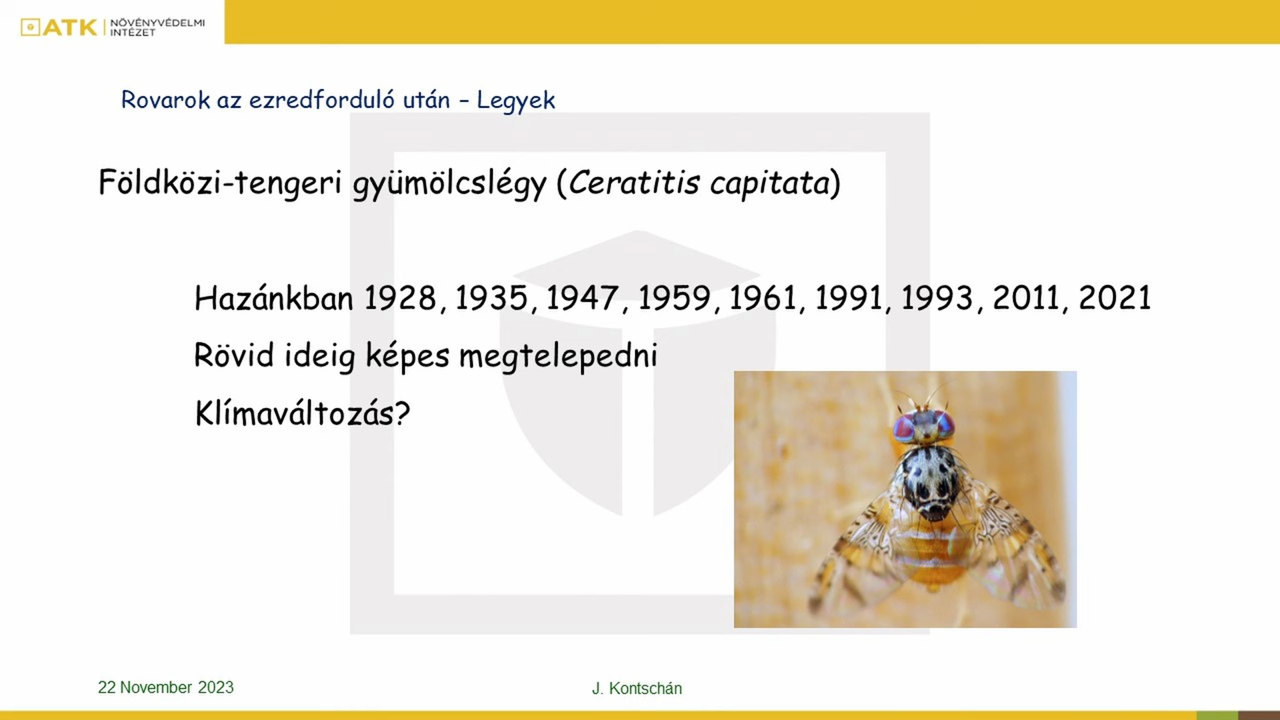 ATK NÖVÉNYVÉDELMI
INTÉZET
Rovarok az ezredforduló után – Legyek
Földközi-tengeri gyümölcslégy (Ceratitis capitata)
Hazánkban 1928, 1935, 1947, 1959, 1961, 1991, 1993, 2011, 2021
Rövid ideig képes megtelepedni
Klímaváltozás?
22 November 2023
J. Kontschán